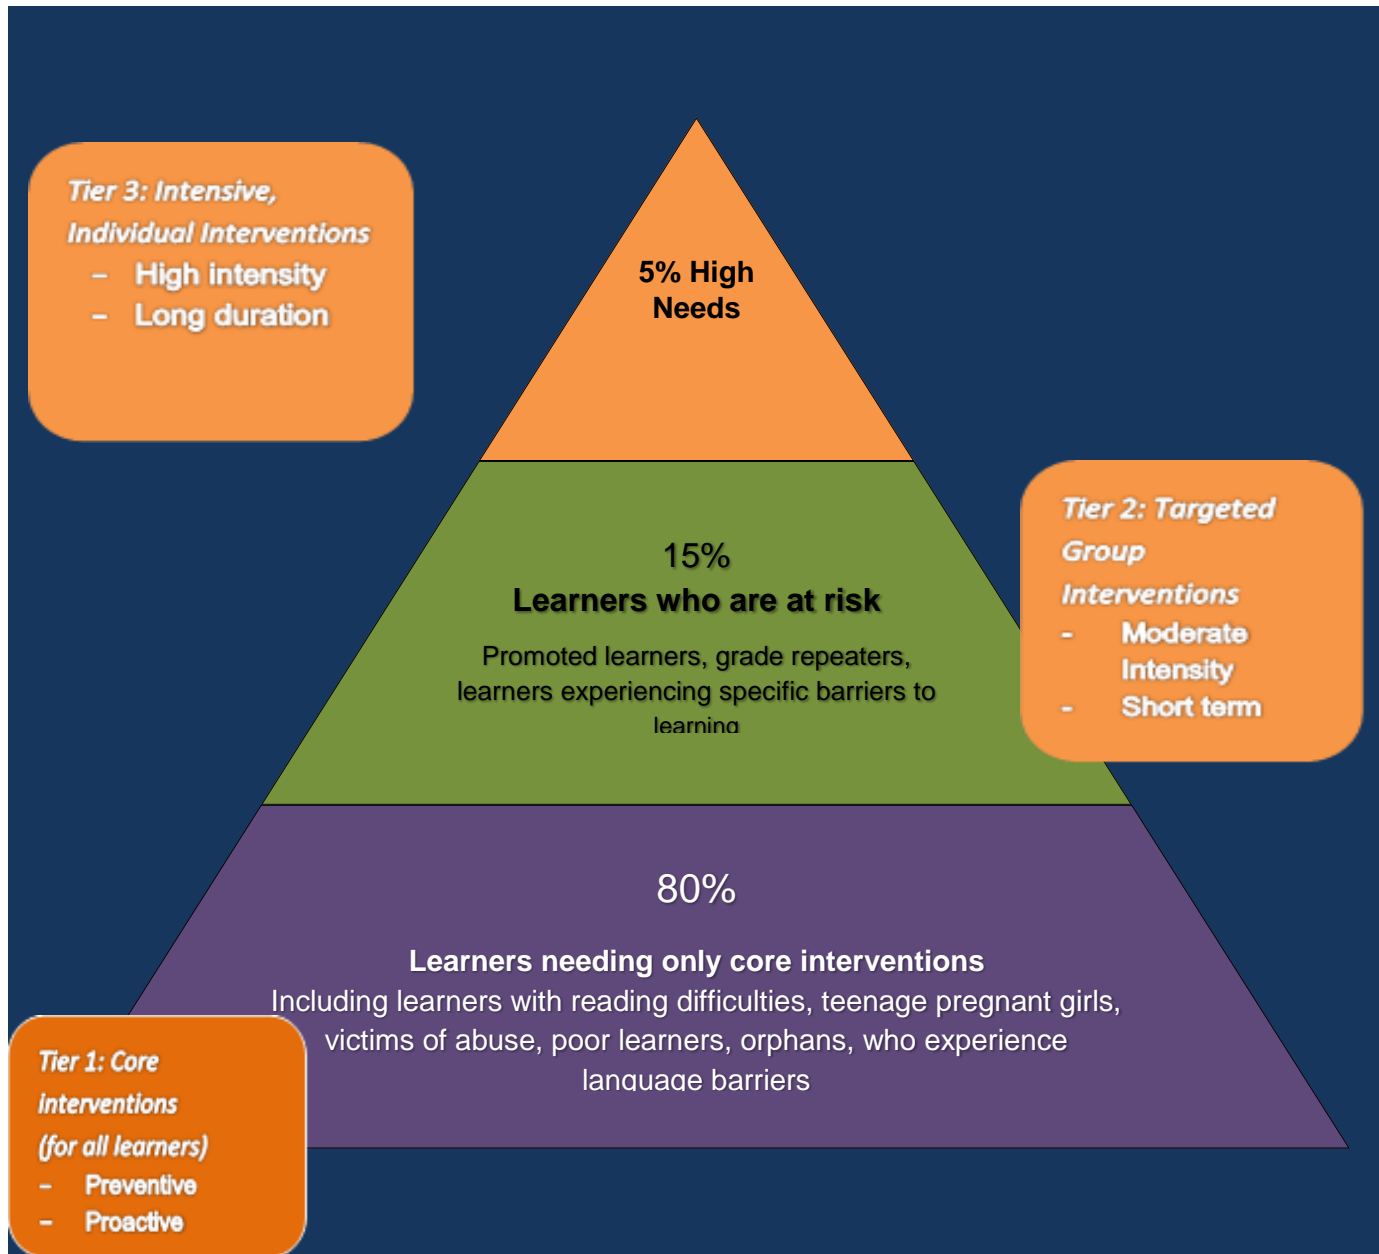 Tier 3: Intensive,
Individual Interventions
– High intensity
– Long duration
5% High
Needs
15%
Learners who are at risk
Promoted learners, grade repeaters,
learners experiencing specific barriers to
learning
Tier 2: Targeted
Group
Interventions
- Moderate
Intensity
- Short term
80%
Learners needing only core interventions
Including learners with reading difficulties, teenage pregnant girls,
victims of abuse, poor learners, orphans, who experience
language barriers
Tier 1: Core
interventions
(for all learners)
– Preventive
– Proactive